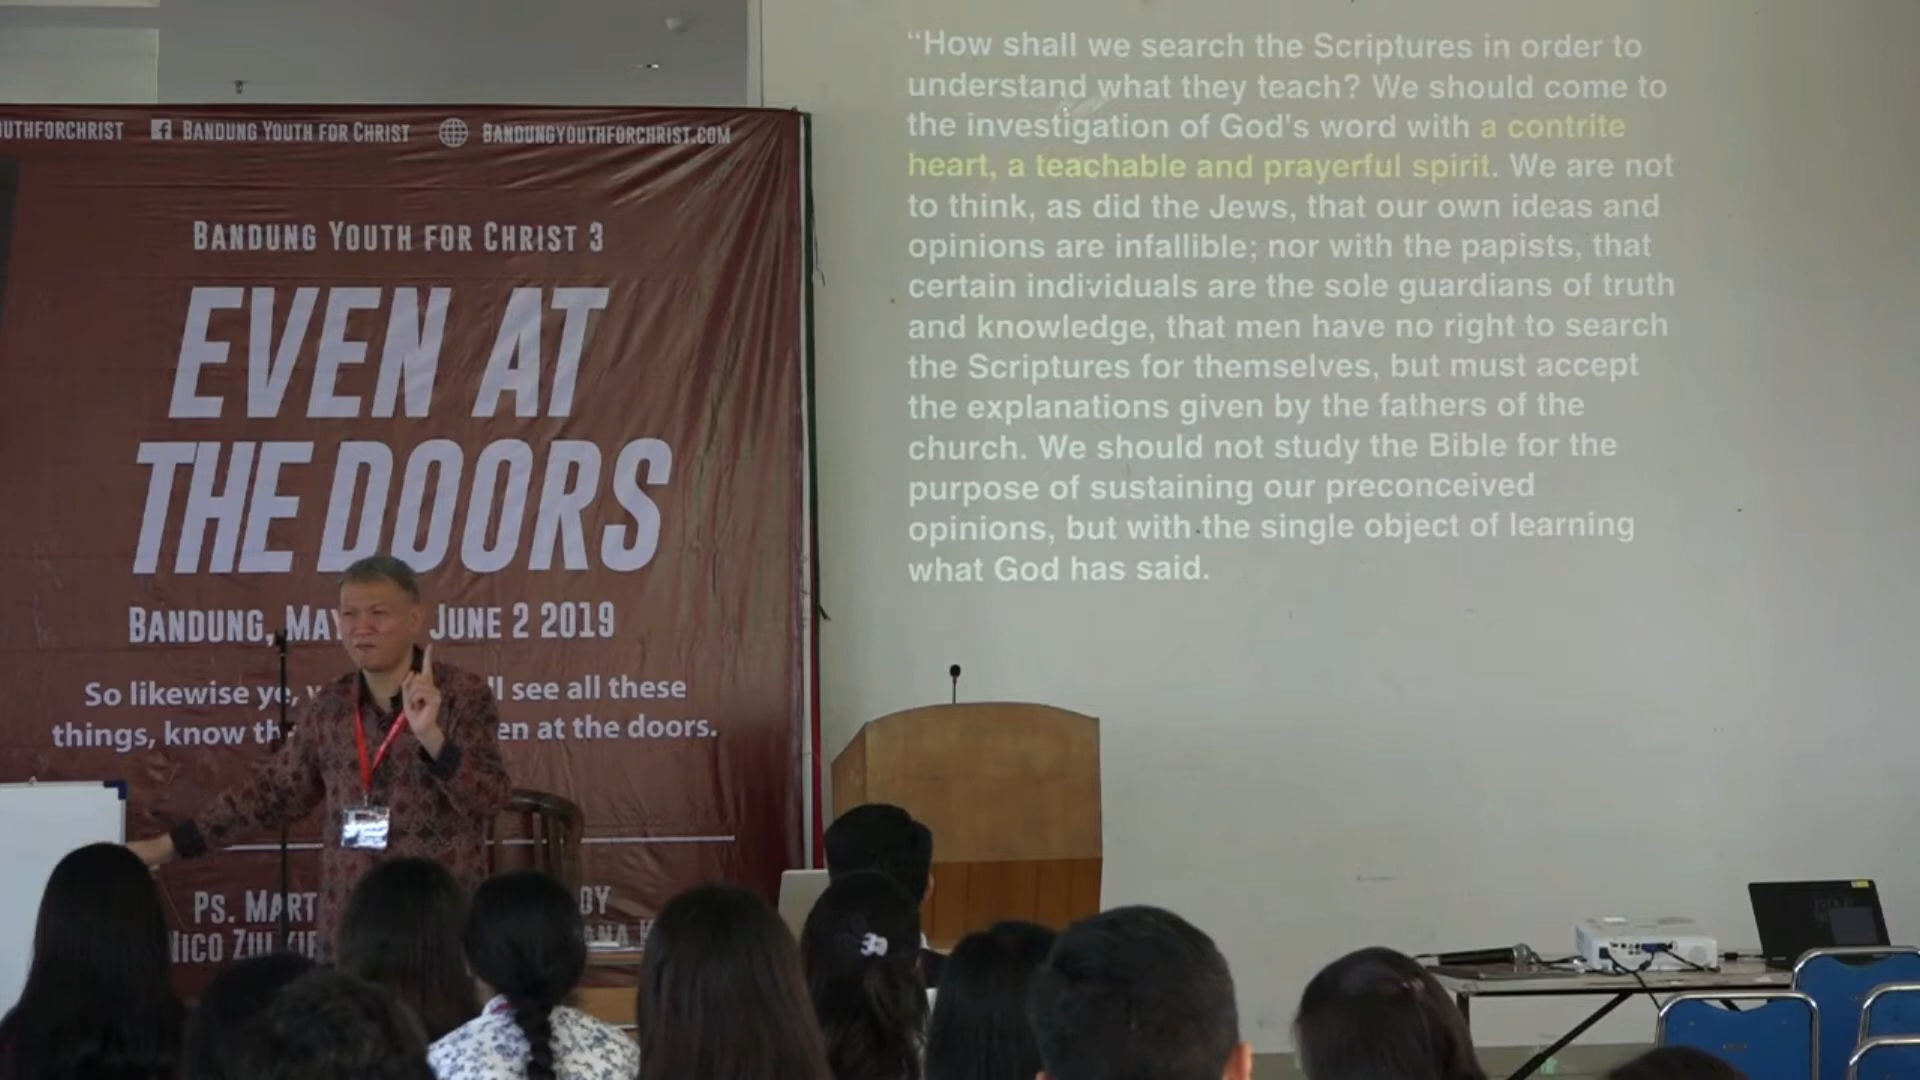 UTHFORCHRIST BANDUNG YOUTH FOR CHRIST BANDUNGYOUTHFORCHRIST.COM
BANDUNG YOUTH FOR CHRIST 3
EVEN AT
THE DOORS
BANDUNG, MAY JUNE 2 2019
So likewise ye, ll see all these
things, know th en at the doors.
PS. MART OY
NICO ANA
“How shall we search the Scriptures in order to
understand what they teach? We should come to
the investigation of God's word with a contrite
heart, a teachable and prayerful spirit. We are not
to think, as did the Jews, that our own ideas and
opinions are infallible; nor with the papists, that
certain individuals are the sole guardians of truth
and knowledge, that men have no right to search
the Scriptures for themselves, but must accept
the explanations given by the fathers of the
church. We should not study the Bible for the
purpose of sustaining our preconceived
opinions, but with the single object of learning
what God has said.